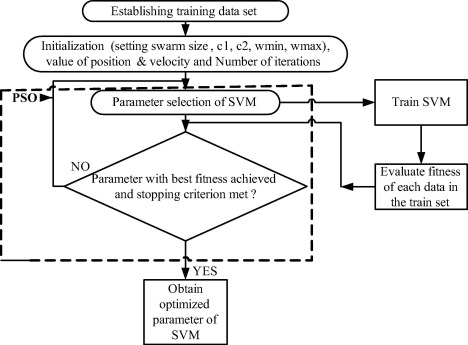 Establishing training data set
Initialization (setting swarm size , c1, c2, wmin, wmax),
value of position & velocity and Number of iterations
PSO
Parameter selection of SVM
Train SVM
NO
Parameter with best fitness achieved
and stopping criterion met ?
Evaluate fitness
of each data in
the train set
YES
Obtain
optimized
parameter of
SVM